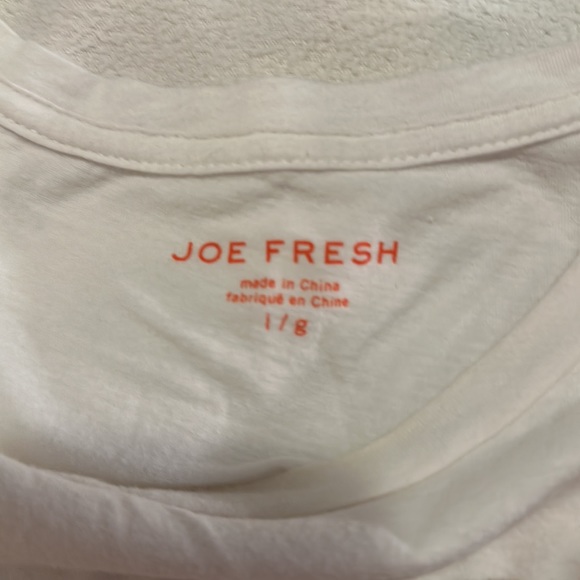 JOE FRESH
made in China
fabriqué en Chine
l / g